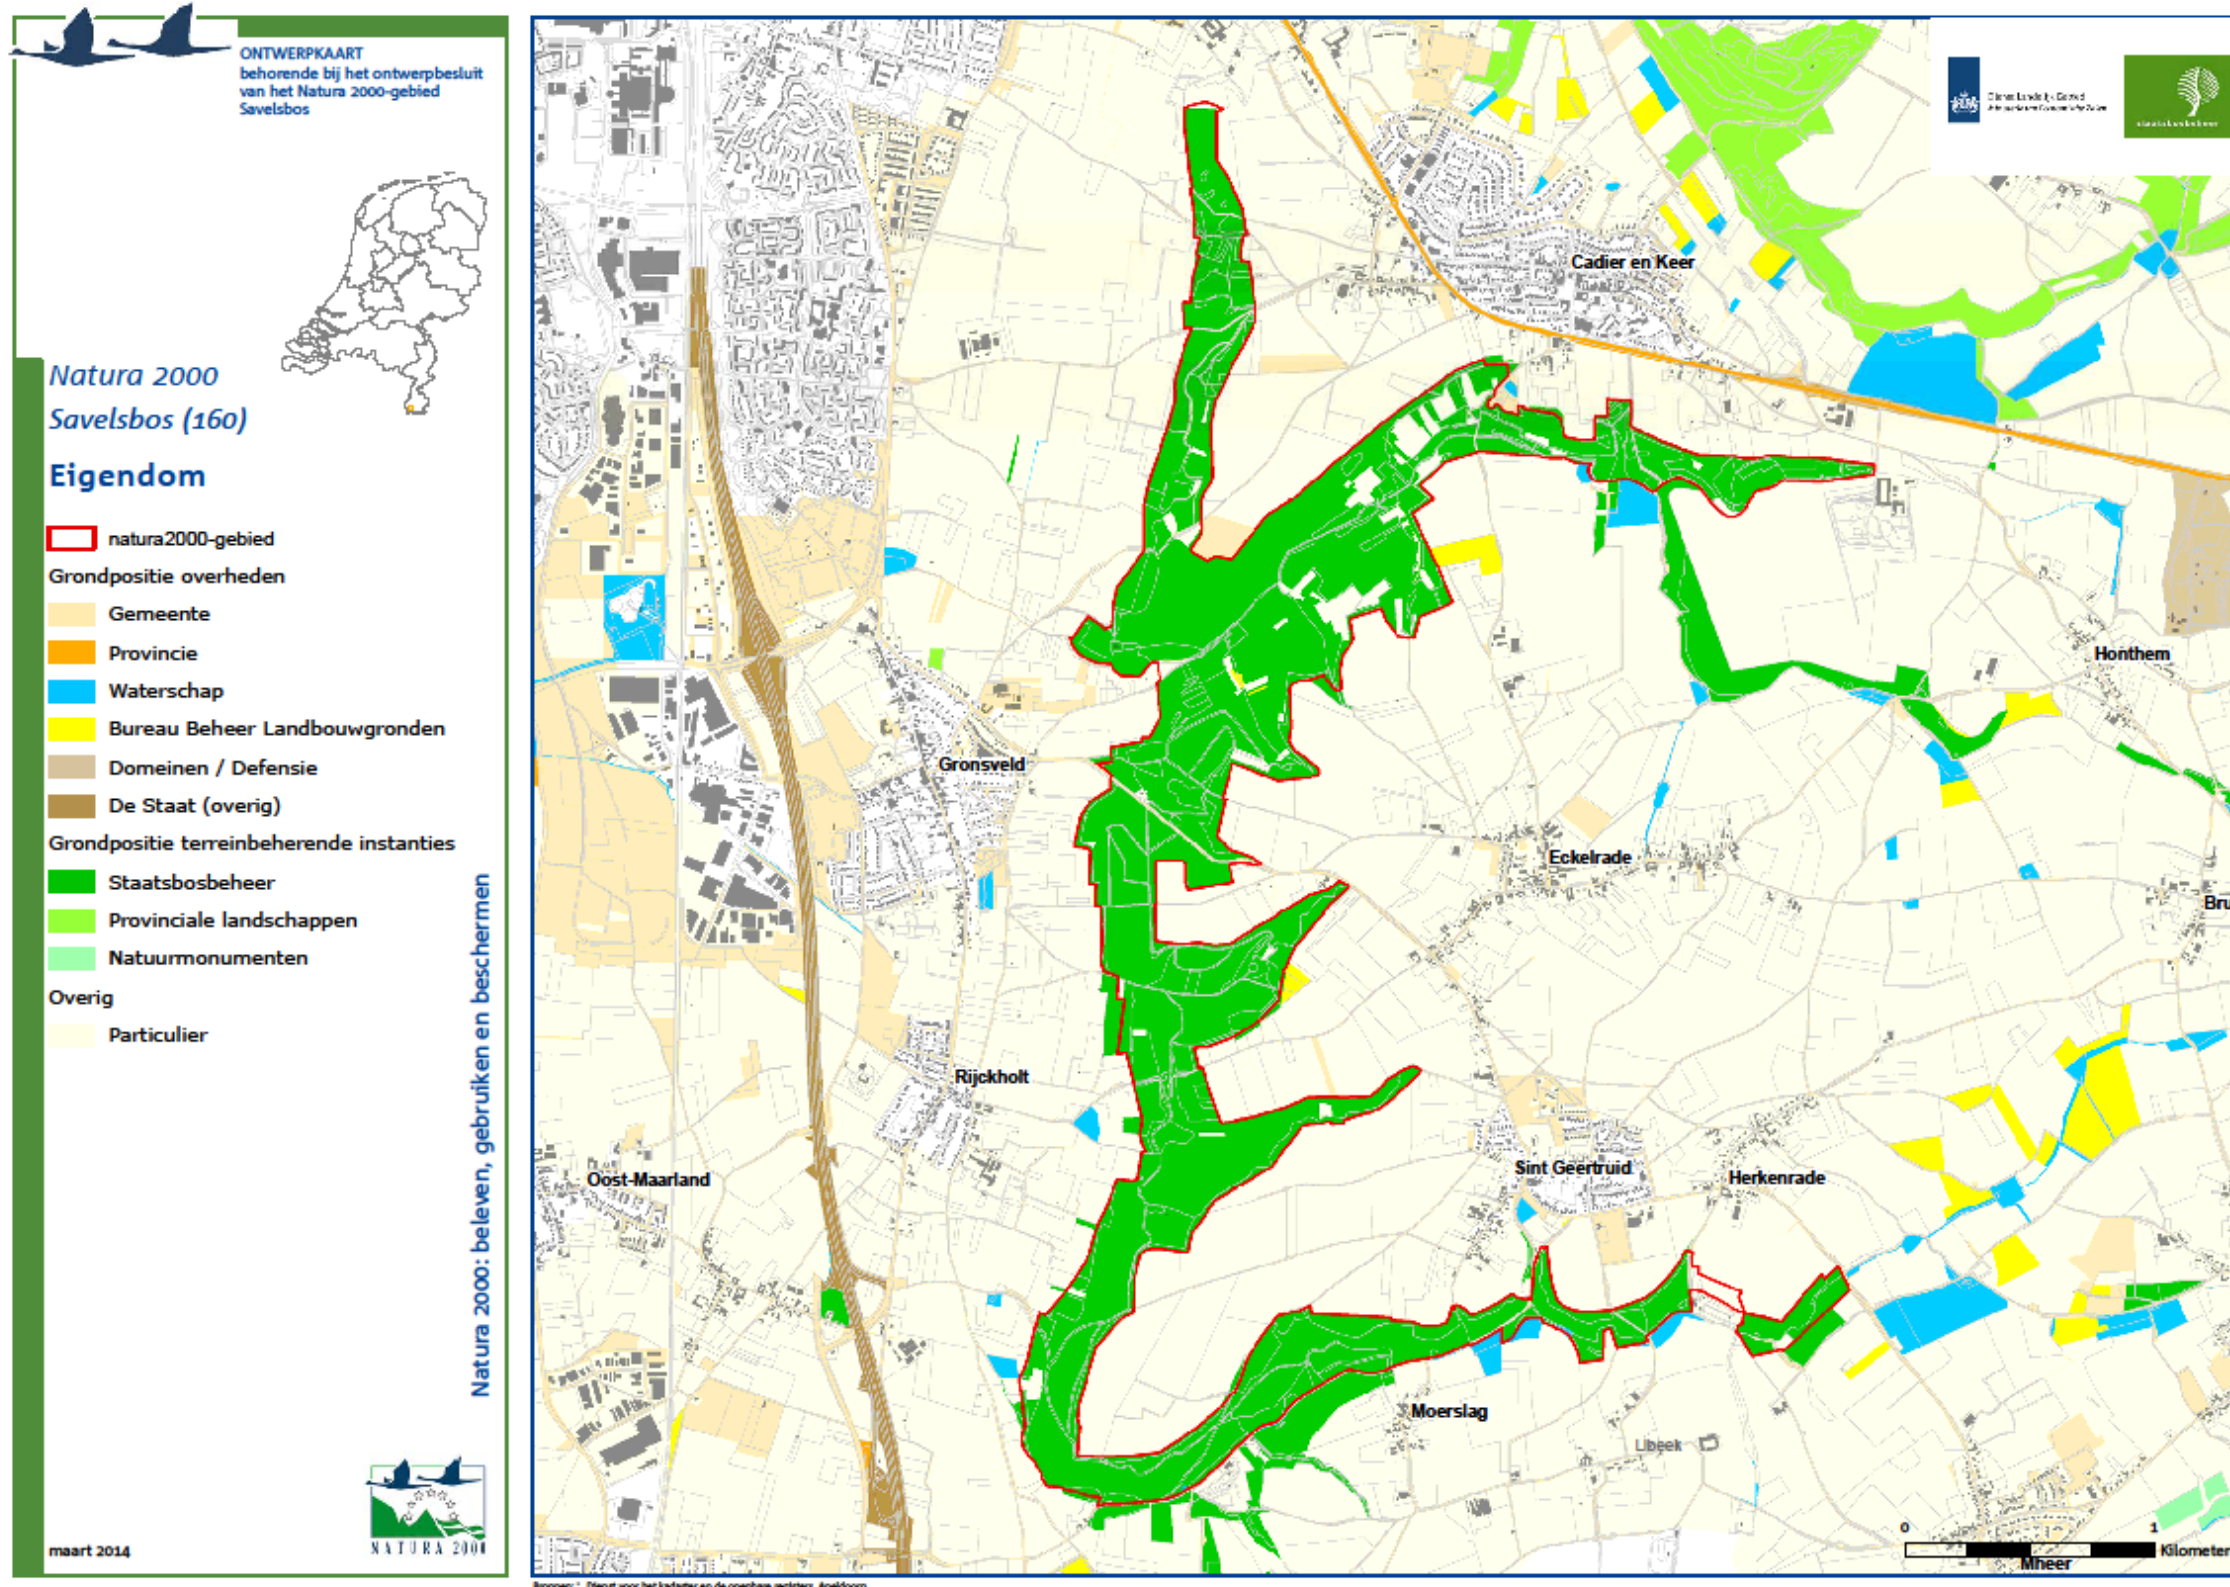 ONTWERPKAART
behorende bij het ontwerpbesluit
van het Natura 2000-gebied
Savelsbos
Natura 2000
Savelsbos (160)
Eigendom
natura2000-gebied
Grondpositie overheden
Gemeente
Provincie
Waterschap
Bureau Beheer Landbouwgronden
Domeinen / Defensie
De Staat (overig)
Grondpositie terreinbeherende instanties
Staatsbosbeheer
Provinciale landschappen
Natuurmonumenten
Overig
Particulier
Natura 2000: beleven, gebruiken en beschermen
maart 2014
NATURA 2000
Cadier en Keer
Honthem
Gronsveld
Eckelrade
Bru
Rijckholt
Oost-Maarland
Sint Geertruid
Herkenrade
Moerslag
Libeek
Mheer
0 1
Kilometer
staatsbosbeheer